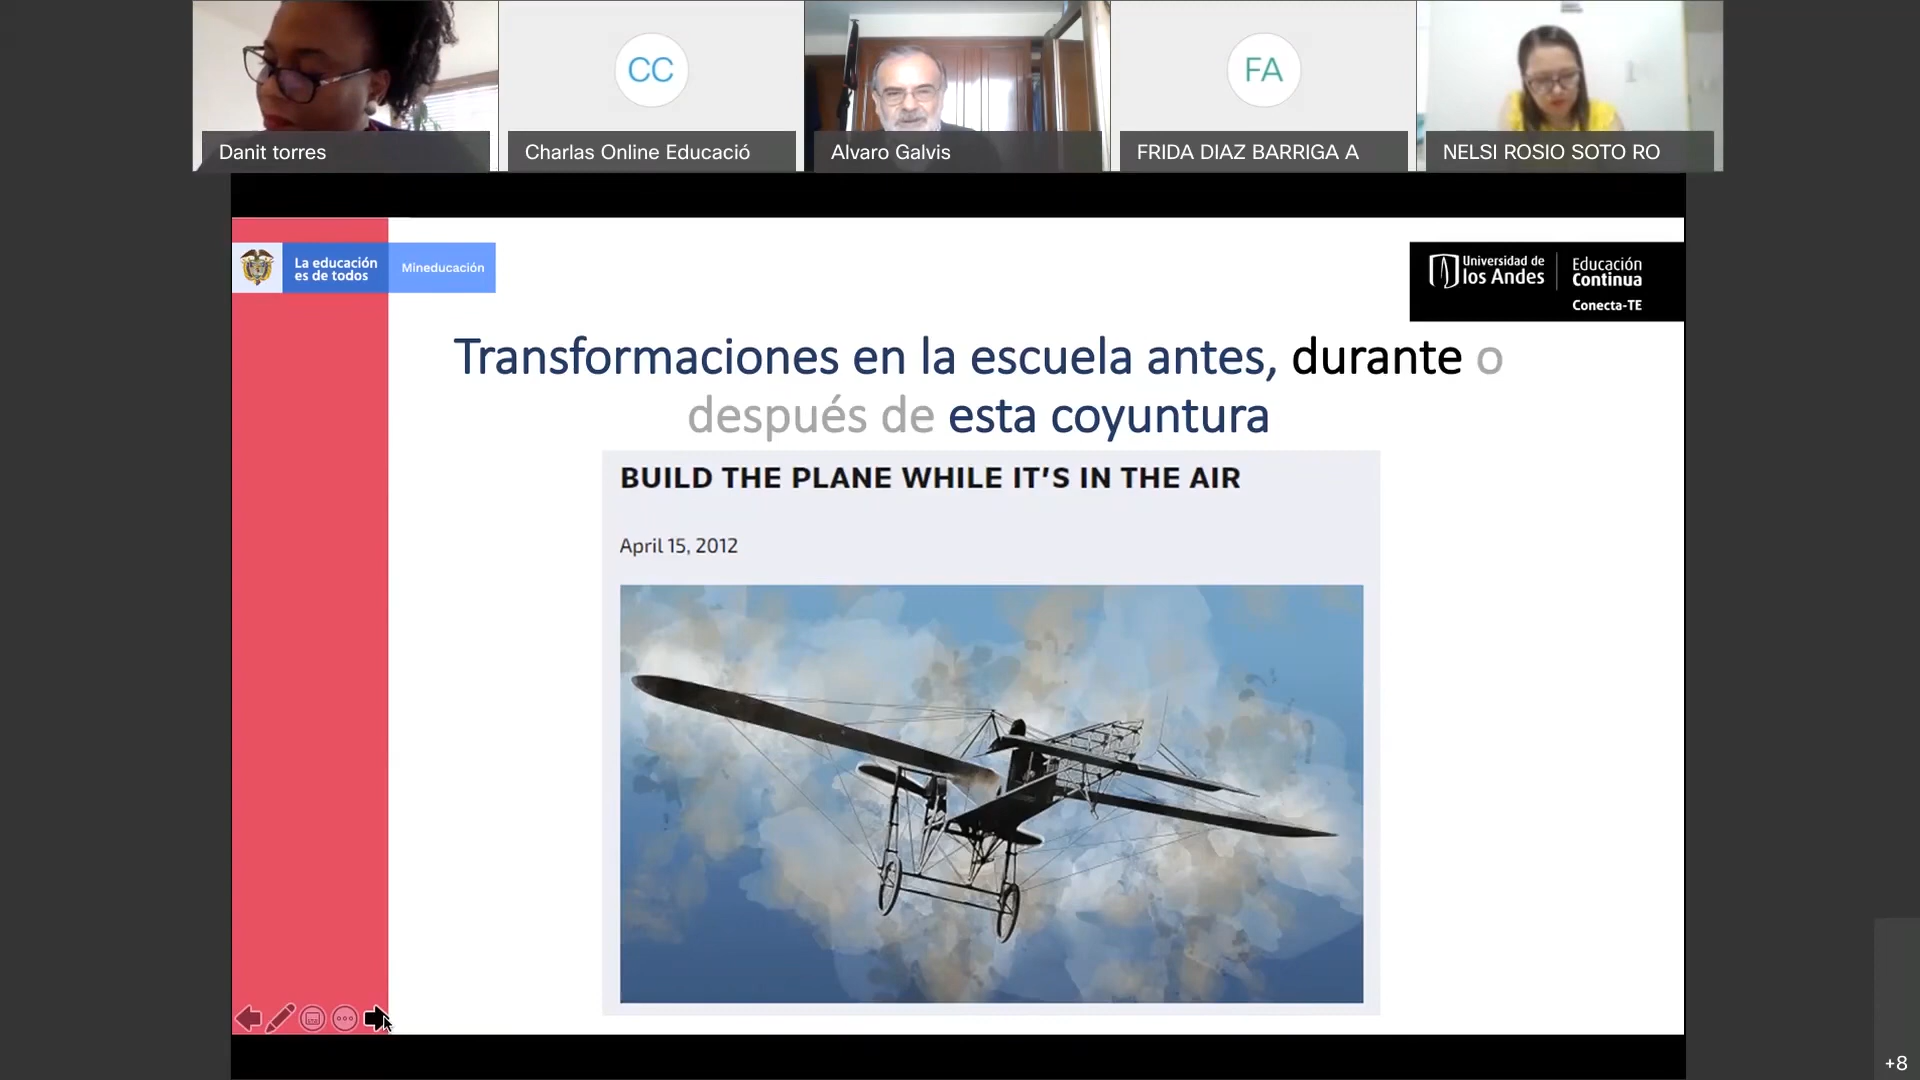 Danit torres
CC
Charlas Online Educació
Alvaro Galvis
FA
FRIDA DIAZ BARRIGA A
NELSI ROSIO SOTO RO
La educación
es de todos
Mineducación
Universidad de
los Andes
Educación
Continua
Conecta-TE
Transformaciones en la escuela antes, durante o
después de esta coyuntura
BUILD THE PLANE WHILE IT'S IN THE AIR
April 15, 2012
+8